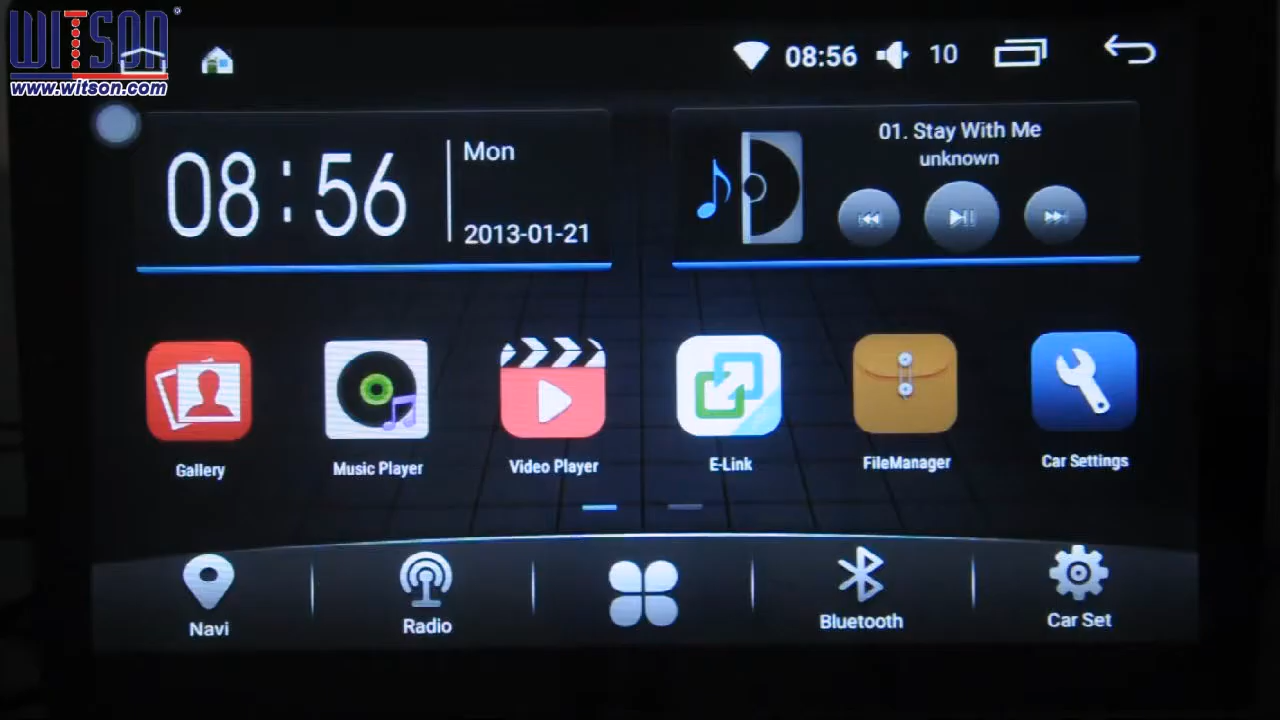 WITSON
www.witson.com
08:56 10
08:56
Mon
2013-01-21
01. Stay With Me
unknown
Gallery
Music Player
Video Player
E-Link
FileManager
Car Settings
Navi
Radio
Bluetooth
Car Set